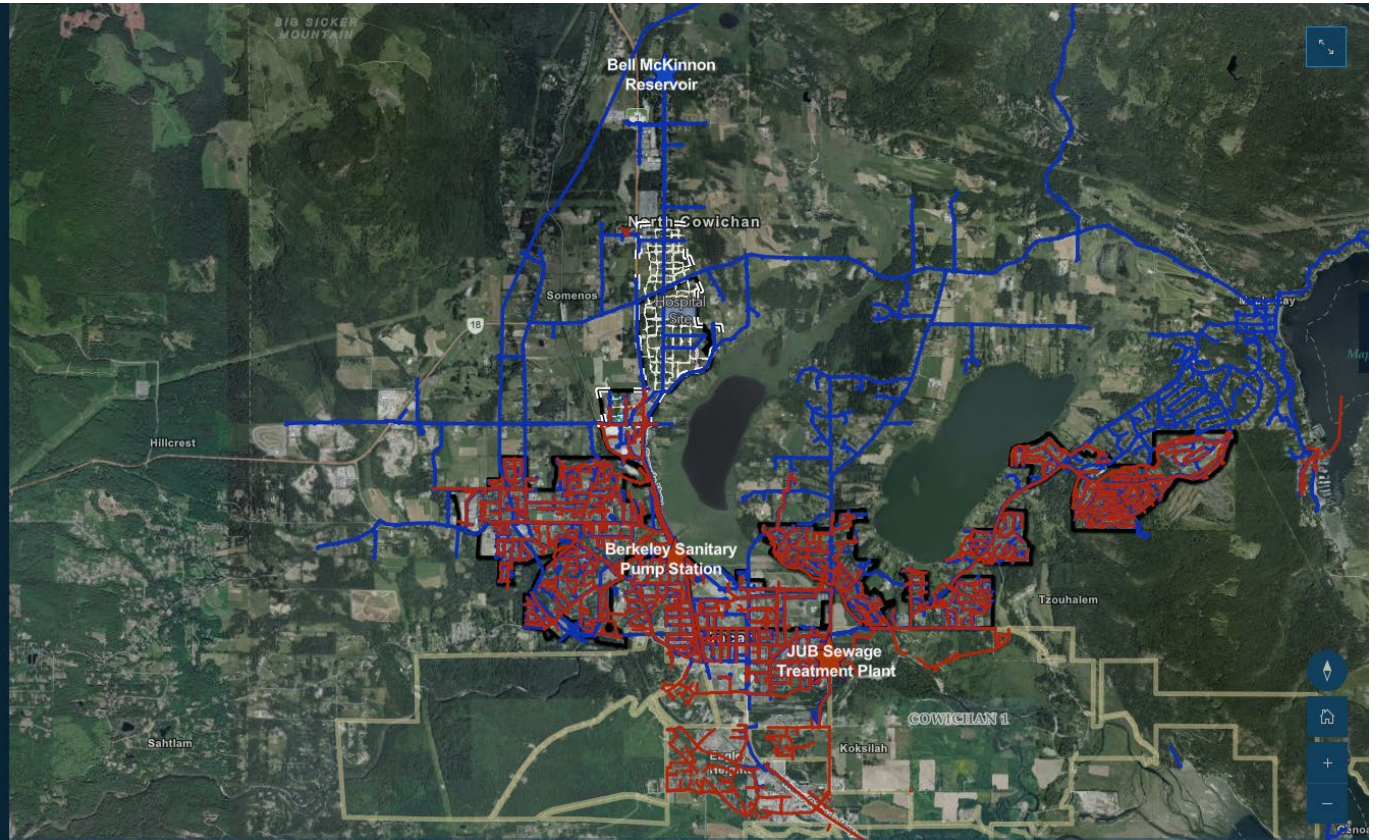 BIG SICKER
MOUNTAIN
Bell McKinnon
Reservoir
North Cowichan
Somenos
Hospital
Site
18
Hillcrest
Berkeley Sanitary
Pump Station
Tzouhalem
JUB Sewage
Treatment Plant
COWICHAN 1
Sahtlam
Koksilah
+
−